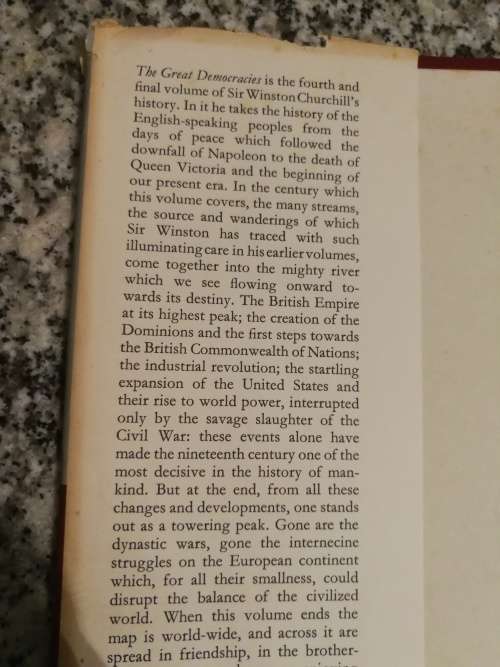 The Great Democracies is the fourth and
final volume of Sir Winston Churchill's
history. In it he takes the history of the
English-speaking peoples from the
days of peace which followed the
downfall of Napoleon to the death of
Queen Victoria and the beginning of
our present era. In the century which
this volume covers, the many streams,
the source and wanderings of which
Sir Winston has traced with such
illuminating care in his earlier volumes,
come together into the mighty river
which we see flowing onward to-
wards its destiny. The British Empire
at its highest peak; the creation of the
Dominions and the first steps towards
the British Commonwealth of Nations;
the industrial revolution; the startling
expansion of the United States and
their rise to world power, interrupted
only by the savage slaughter of the
Civil War: these events alone have
made the nineteenth century one of the
most decisive in the history of man-
kind. But at the end, from all these
changes and developments, one stands
out as a towering peak. Gone are the
dynastic wars, gone the internecine
struggles on the European continent
which, for all their smallness, could
disrupt the balance of the civilized
world. When this volume ends the
map is world-wide, and across it are
spread in friendship, in the brother-